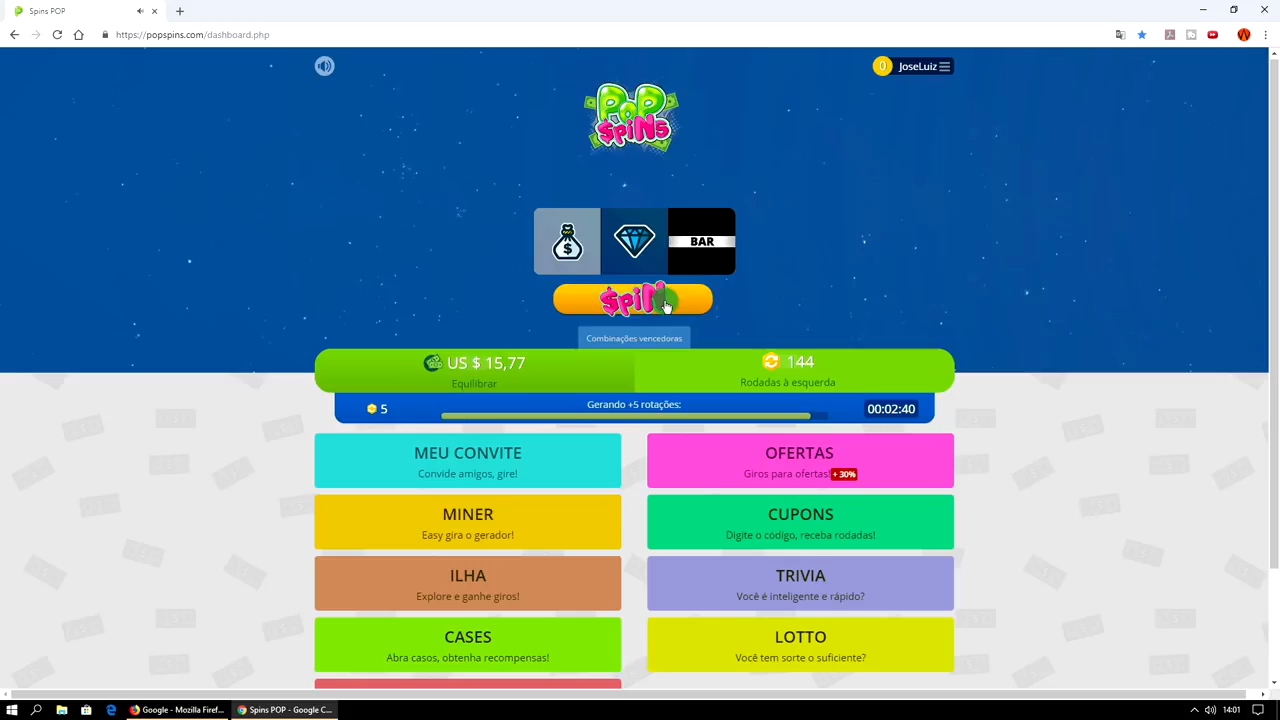 Spins POP
https://popspins.com/dashboard.php
0 JoseLuiz
POP
$PiNS
$
BAR
$PiN
Combinações vencedoras
US $ 15,77
Equilibrar
144
Rodadas à esquerda
5
Gerando +5 rotações:
00:02:40
MEU CONVITE
Convide amigos, gire!
OFERTAS
Giros para ofertas! + 30%
MINER
Easy gira o gerador!
CUPONS
Digite o código, receba rodadas!
ILHA
Explore e ganhe giros!
TRIVIA
Você é inteligente e rápido?
CASES
Abra casos, obtenha recompensas!
LOTTO
Você tem sorte o suficiente?
Google - Mozilla Firef...
Spins POP - Google C...
14:01